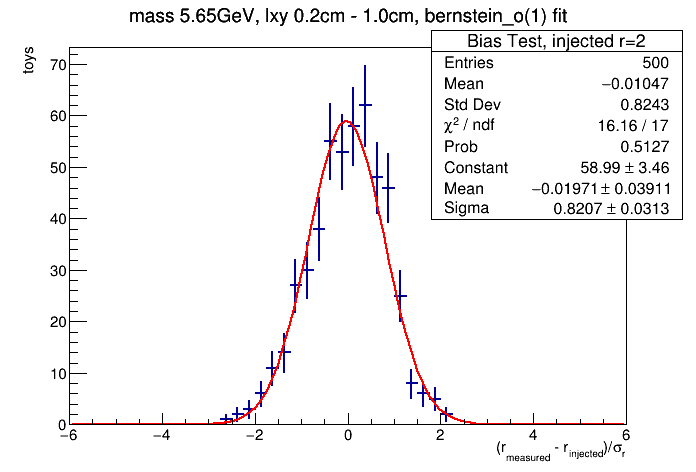 mass 5.65GeV, lxy 0.2cm - 1.0cm, bernstein_o(1) fit
Bias Test, injected r=2
Entries 500
Mean −0.01047
Std Dev 0.8243
χ² / ndf 16.16 / 17
Prob 0.5127
Constant 58.99 ± 3.46
Mean −0.01971 ± 0.03911
Sigma 0.8207 ± 0.0313
toys
70
60
50
40
30
20
10
0
−6 −4 −2 0 2 4 6
(r_measured - r_injected)/σ_r